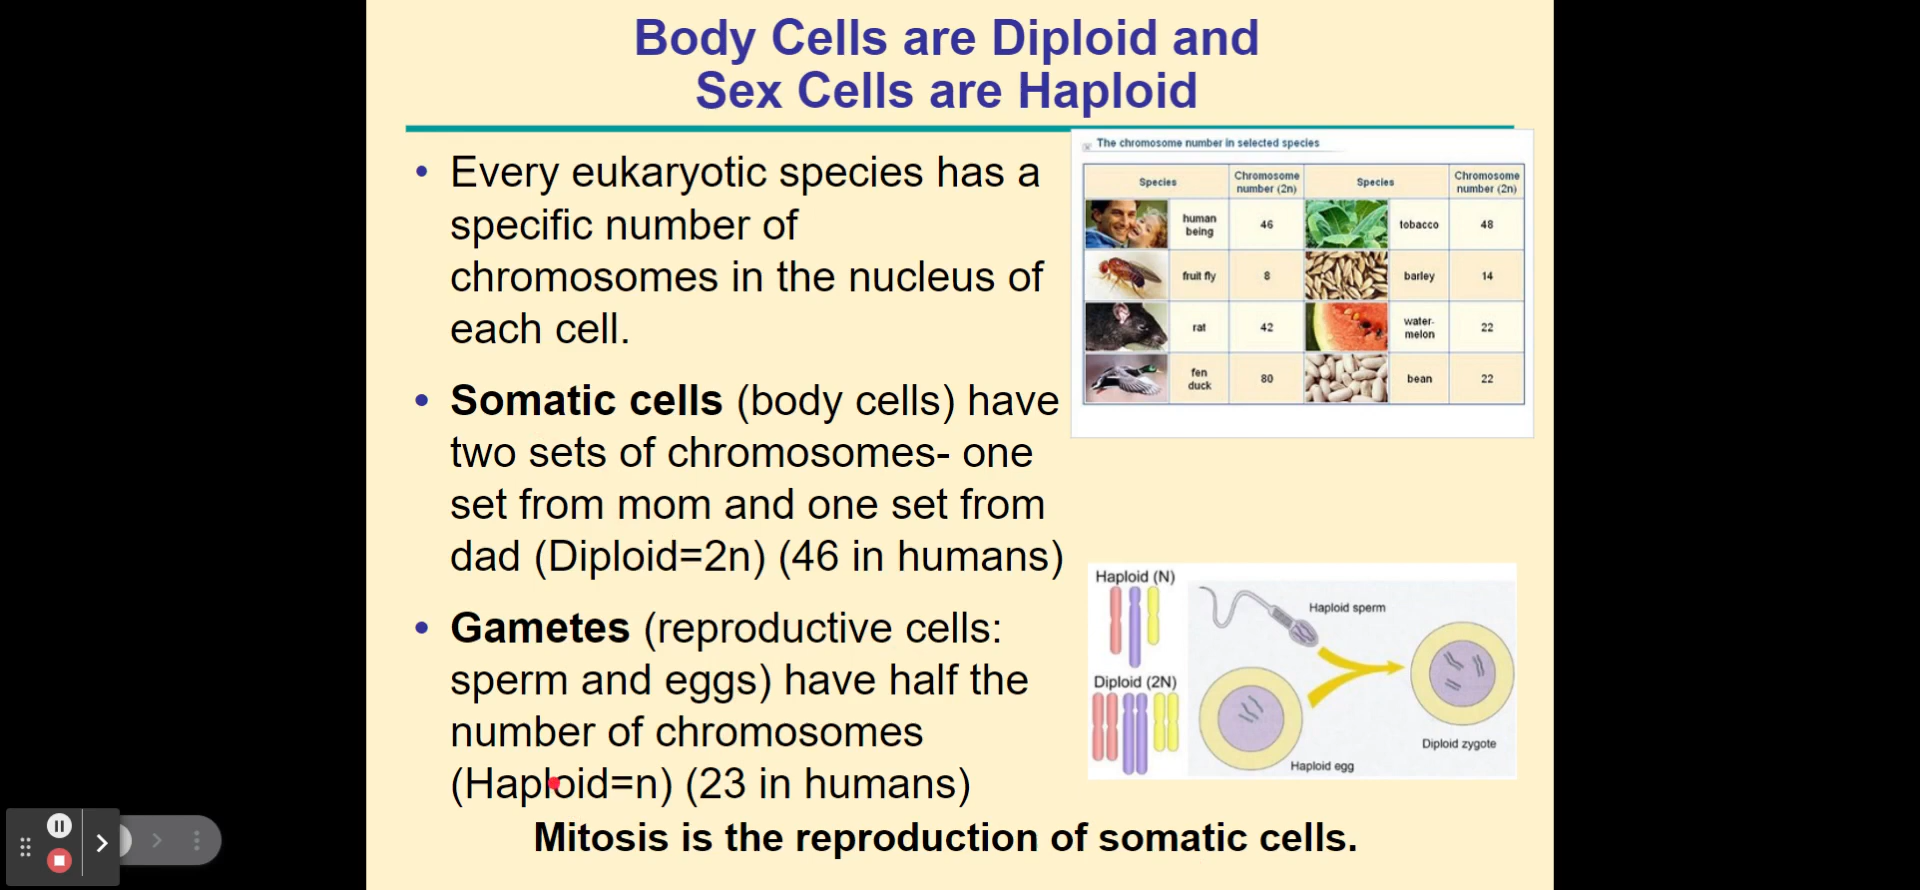 Body Cells are Diploid and
Sex Cells are Haploid
• Every eukaryotic species has a
specific number of
chromosomes in the nucleus of
each cell.
• Somatic cells (body cells) have
two sets of chromosomes- one
set from mom and one set from
dad (Diploid=2n) (46 in humans)
• Gametes (reproductive cells:
sperm and eggs) have half the
number of chromosomes
(Haploid=n) (23 in humans)
Mitosis is the reproduction of somatic cells.
The chromosome number in selected species
Species Chromosome number (2n) Species Chromosome number (2n)
human being 46 tobacco 48
fruit fly 8 barley 14
rat 42 water-melon 22
fen duck 80 bean 22
Haploid (N)
Diploid (2N)
Haploid sperm
Haploid egg
Diploid zygote